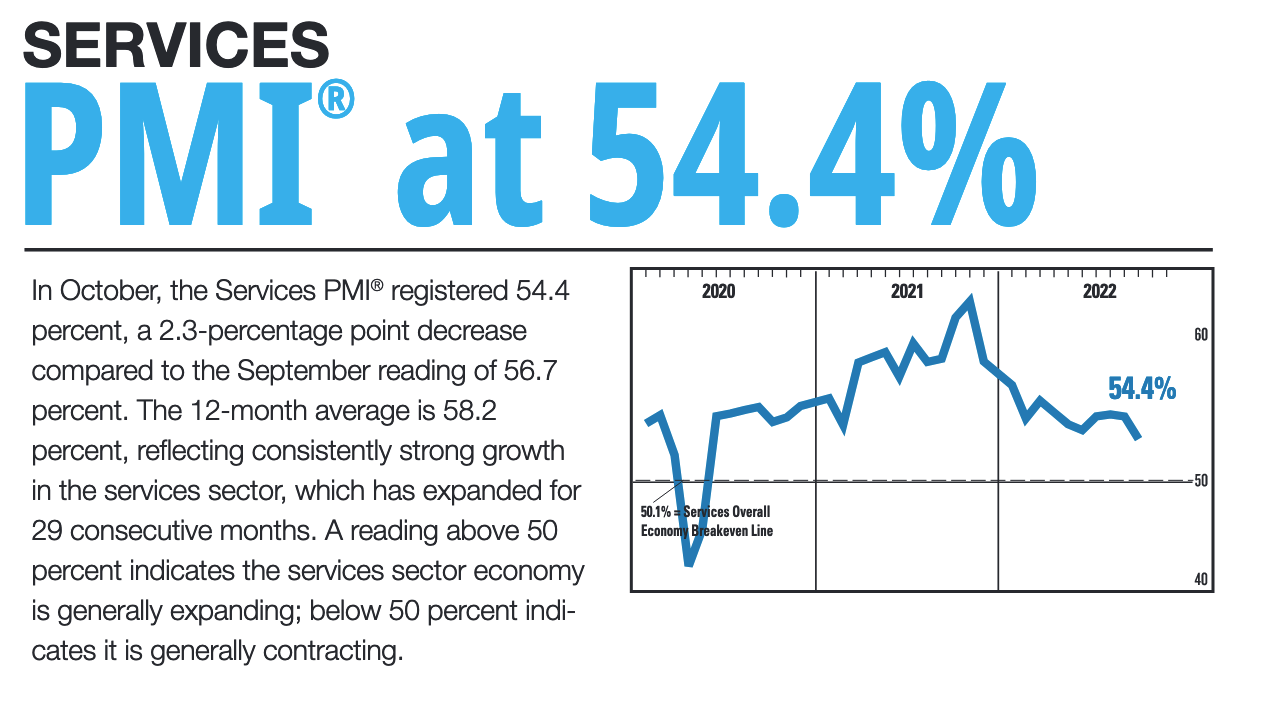 SERVICES
PMI® at 54.4%
In October, the Services PMI® registered 54.4
percent, a 2.3-percentage point decrease
compared to the September reading of 56.7
percent. The 12-month average is 58.2
percent, reflecting consistently strong growth
in the services sector, which has expanded for
29 consecutive months. A reading above 50
percent indicates the services sector economy
is generally expanding; below 50 percent indi-
cates it is generally contracting.
2020 2021 2022
60
54.4%
50
50.1% = Services Overall
Economy Breakeven Line
40